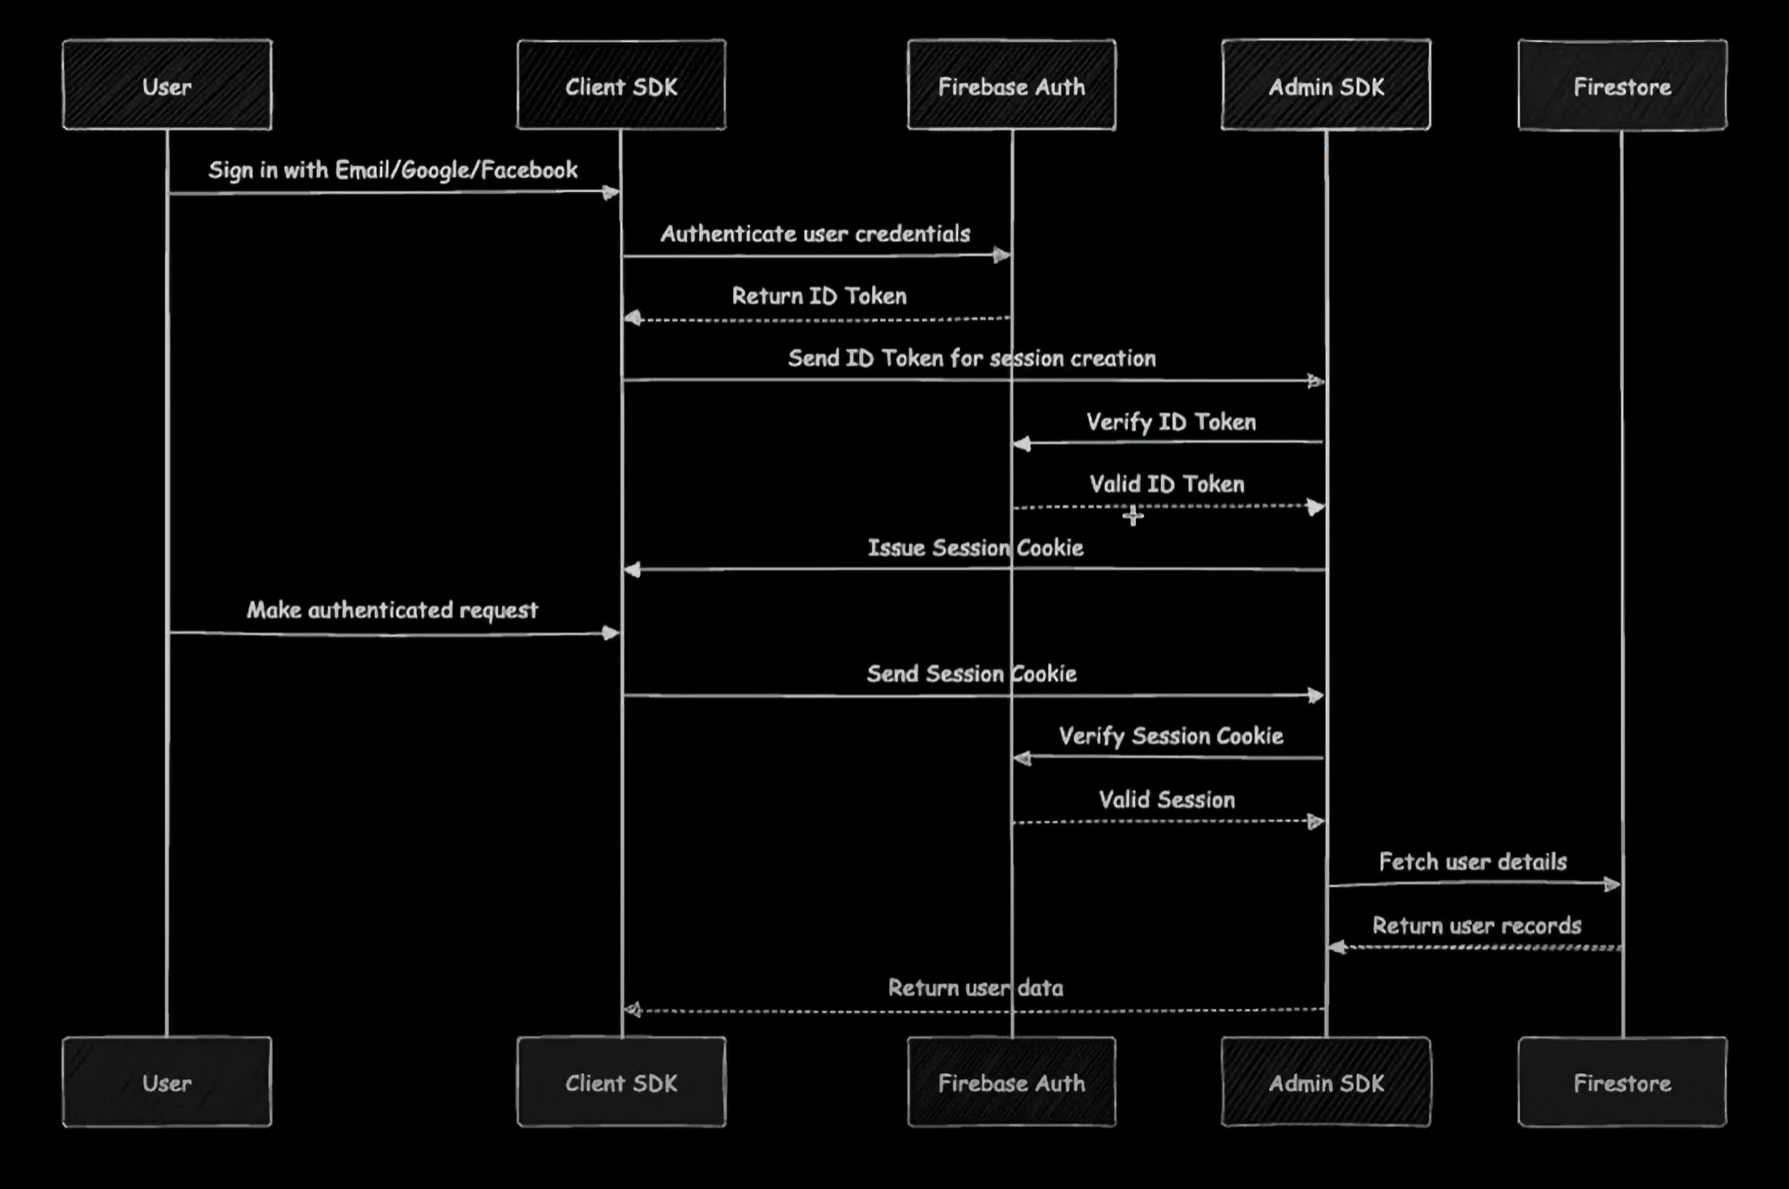 User
Client SDK
Firebase Auth
Admin SDK
Firestore
Sign in with Email/Google/Facebook
Authenticate user credentials
Return ID Token
Send ID Token for session creation
Verify ID Token
Valid ID Token
Issue Session Cookie
Make authenticated request
Send Session Cookie
Verify Session Cookie
Valid Session
Fetch user details
Return user records
Return user data
User
Client SDK
Firebase Auth
Admin SDK
Firestore